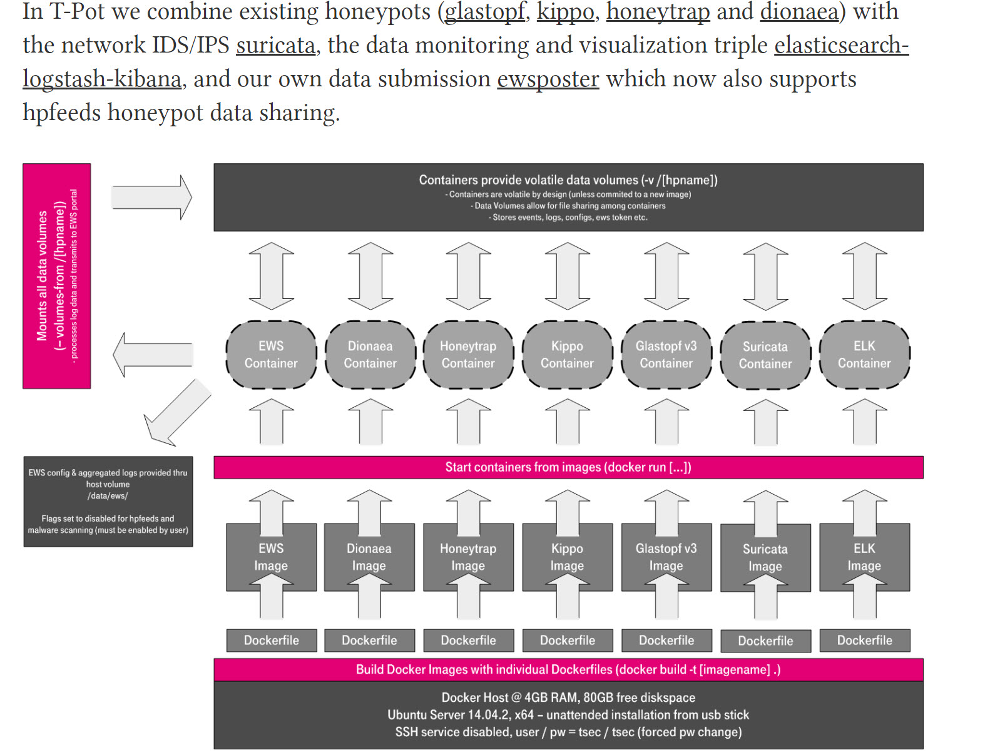 In T-Pot we combine existing honeypots (glastopf, kippo, honeytrap and dionaea) with
the network IDS/IPS suricata, the data monitoring and visualization triple elasticsearch-
logstash-kibana, and our own data submission ewsposter which now also supports
hpfeeds honeypot data sharing.
Mounts all data volumes
(– volumes-from /[hpname])
- processes log data and transmits to EWS portal
Containers provide volatile data volumes (-v /[hpname])
- Containers are volatile by design (unless commited to a new image)
- Data Volumes allow for file sharing among containers
- Stores events, logs, configs, ews token etc.
EWS
Container
Dionaea
Container
Honeytrap
Container
Kippo
Container
Glastopf v3
Container
Suricata
Container
ELK
Container
EWS config & aggregated logs provided thru
host volume
/data/ews/
Flags set to disabled for hpfeeds and
malware scanning (must be enabled by user)
Start containers from images (docker run [...])
EWS
Image
Dionaea
Image
Honeytrap
Image
Kippo
Image
Glastopf v3
Image
Suricata
Image
ELK
Image
Dockerfile
Dockerfile
Dockerfile
Dockerfile
Dockerfile
Dockerfile
Dockerfile
Build Docker Images with individual Dockerfiles (docker build -t [imagename] .)
Docker Host @ 4GB RAM, 80GB free diskspace
Ubuntu Server 14.04.2, x64 – unattended installation from usb stick
SSH service disabled, user / pw = tsec / tsec (forced pw change)